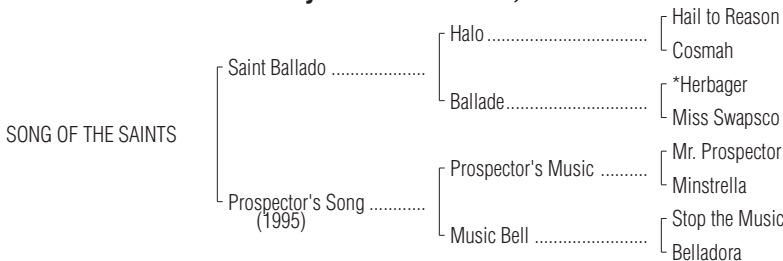 Hail to Reason
Halo ................................
Cosmah
Saint Ballado ....................
*Herbager
Ballade............................
Miss Swapsco
SONG OF THE SAINTS
Mr. Prospector
Prospector's Music ..........
Minstrella
Prospector's Song ............
(1995)
Stop the Music
Music Bell ........................
Belladora